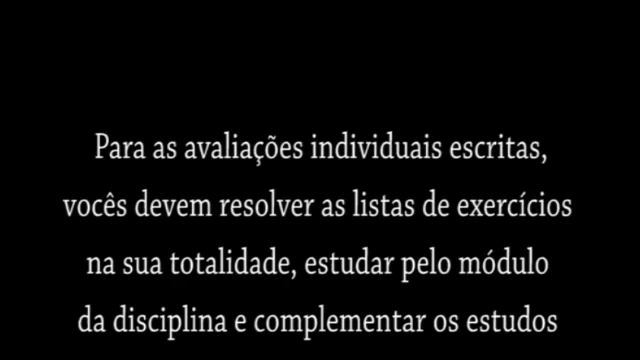 Para as avaliações individuais escritas,
vocês devem resolver as listas de exercícios
na sua totalidade, estudar pelo módulo
da disciplina e complementar os estudos